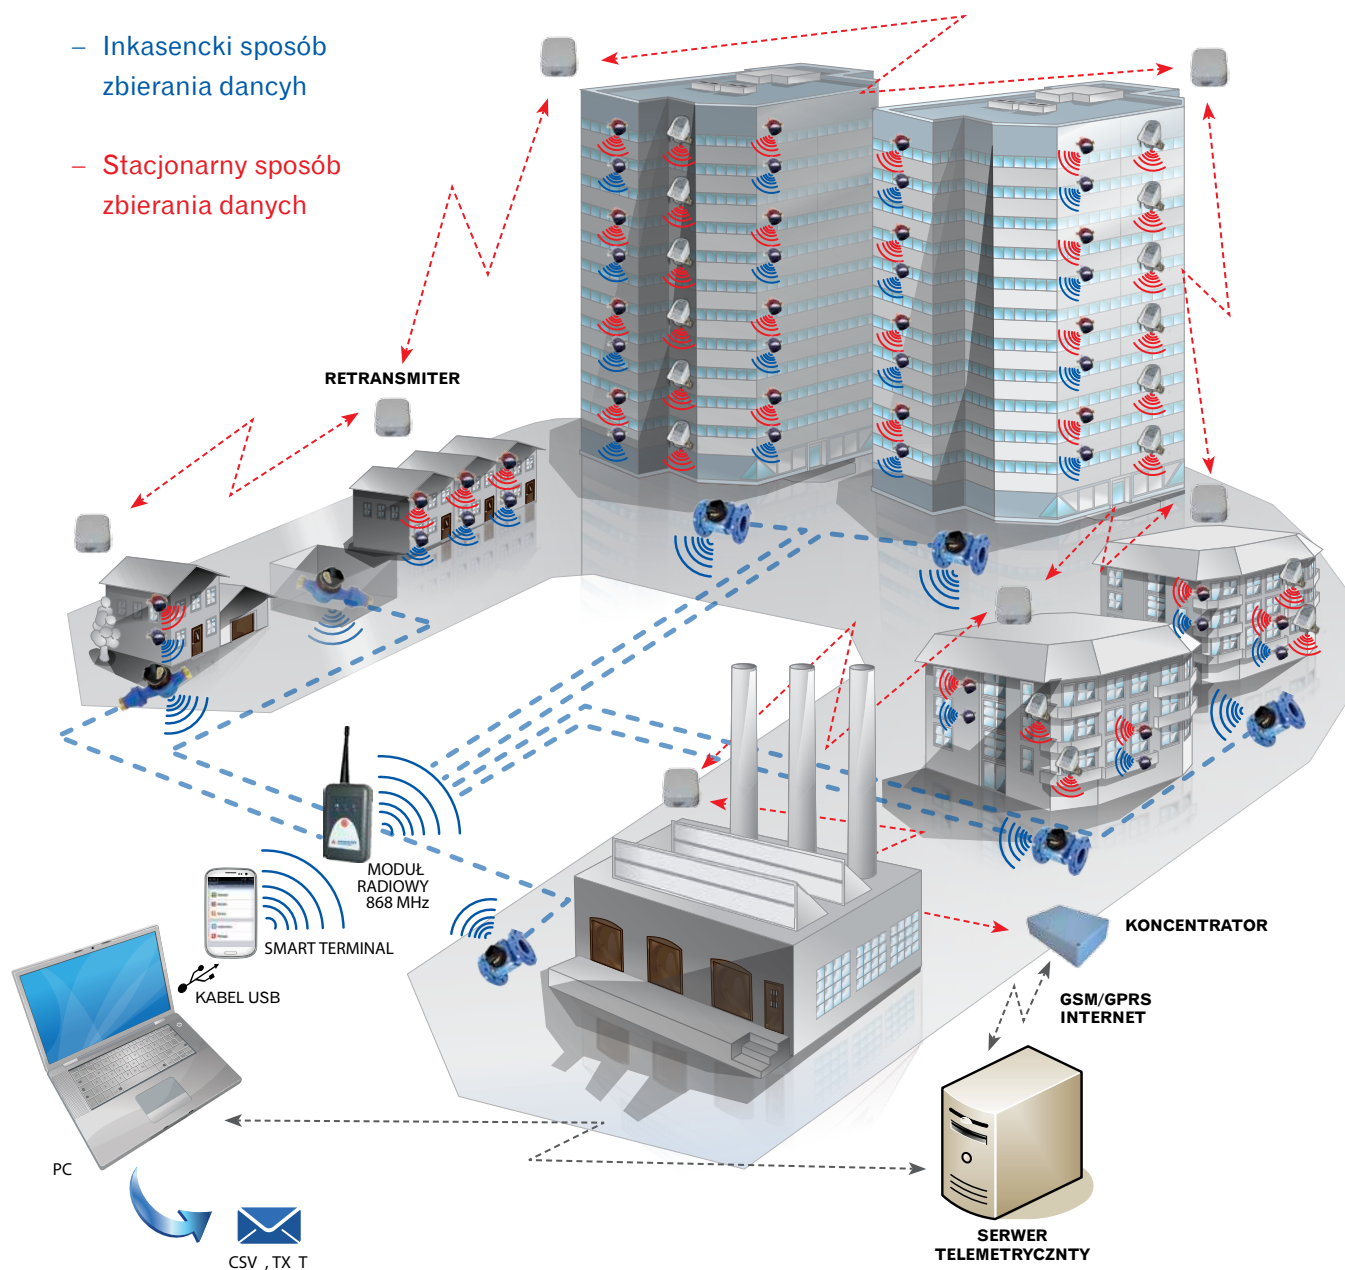 – Inkasencki sposób
zbierania dancyh
– Stacjonarny sposób
zbierania danych
RETRANSMITER
MODUŁ
RADIOWY
868 MHz
SMART TERMINAL
KABEL USB
KONCENTRATOR
GSM/GPRS
INTERNET
PC
SERWER
TELEMETRYCZNTY
CSV , TX T